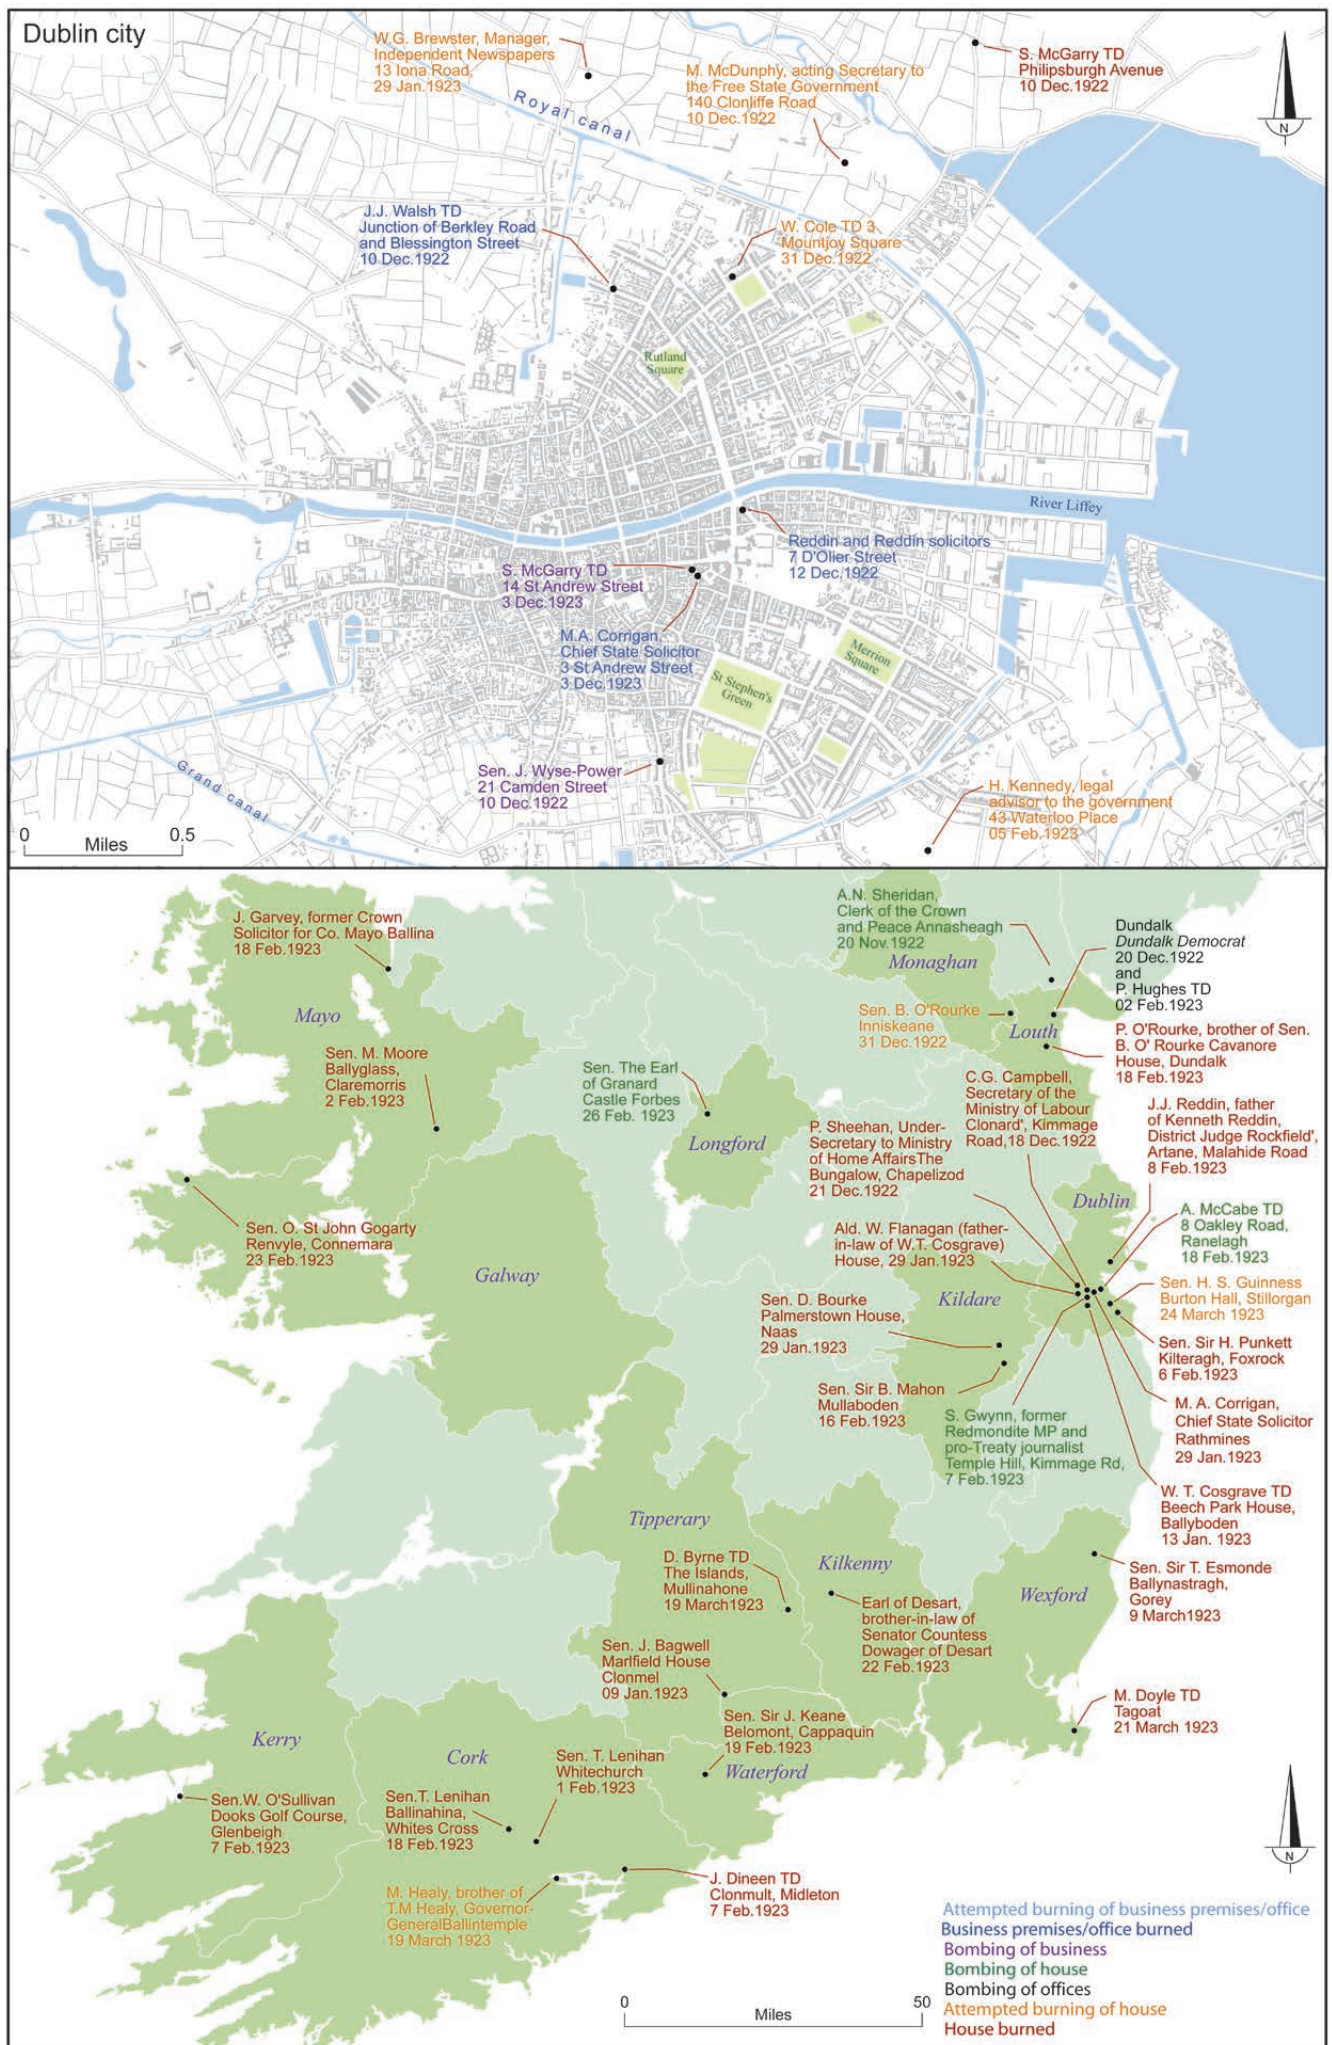 Dublin city
W.G. Brewster, Manager,
Independent Newspapers
13 Iona Road,
29 Jan.1923
Royal canal
M. McDunphy, acting Secretary to
the Free State Government
140 Clonliffe Road
10 Dec.1922
S. McGarry TD
Philipsburgh Avenue
10 Dec.1922
N
J.J. Walsh TD
Junction of Berkley Road
and Blessington Street
10 Dec.1922
W. Cole TD 3
Mountjoy Square
31 Dec.1922
Rutland
Square
River Liffey
Reddin and Reddin solicitors
7 D'Olier Street
12 Dec.1922
S. McGarry TD
14 St Andrew Street
3 Dec.1923
M.A. Corrigan,
Chief State Solicitor
3 St Andrew Street
3 Dec.1923
Merrion
Square
St Stephen's
Green
Sen. J. Wyse-Power
21 Camden Street
10 Dec.1922
Grand canal
H. Kennedy, legal
advisor to the government
43 Waterloo Place
05 Feb.1923
0 0.5
Miles
J. Garvey, former Crown
Solicitor for Co. Mayo Ballina
18 Feb.1923
A.N. Sheridan,
Clerk of the Crown
and Peace Annasheagh
20 Nov.1922
Monaghan
Dundalk
Dundalk Democrat
20 Dec.1922
and
P. Hughes TD
02 Feb.1923
Mayo
Sen. B. O'Rourke
Inniskeane
31 Dec.1922
Louth
P. O'Rourke, brother of Sen.
B. O' Rourke Cavanore
House, Dundalk
18 Feb.1923
Sen. M. Moore
Ballyglass,
Claremorris
2 Feb.1923
Sen. The Earl
of Granard
Castle Forbes
26 Feb. 1923
Longford
C.G. Campbell,
Secretary of the
Ministry of Labour
Clonard', Kimmage
Road,18 Dec.1922
J.J. Reddin, father
of Kenneth Reddin,
District Judge Rockfield',
Artane, Malahide Road
8 Feb.1923
P. Sheehan, Under-
Secretary to Ministry
of Home AffairsThe
Bungalow, Chapelizod
21 Dec.1922
Dublin
A. McCabe TD
8 Oakley Road,
Ranelagh
18 Feb.1923
Sen. O. St John Gogarty
Renvyle, Connemara
23 Feb.1923
Ald. W. Flanagan (father-
in-law of W.T. Cosgrave)
House, 29 Jan.1923
Galway
Kildare
Sen. H. S. Guinness
Burton Hall, Stillorgan
24 March 1923
Sen. D. Bourke
Palmerstown House,
Naas
29 Jan.1923
Sen. Sir H. Punkett
Kilteragh, Foxrock
6 Feb.1923
Sen. Sir B. Mahon
Mullaboden
16 Feb.1923
S. Gwynn, former
Redmondite MP and
pro-Treaty journalist
Temple Hill, Kimmage Rd,
7 Feb.1923
M. A. Corrigan,
Chief State Solicitor
Rathmines
29 Jan.1923
W. T. Cosgrave TD
Beech Park House,
Ballyboden
13 Jan. 1923
Tipperary
D. Byrne TD
The Islands,
Mullinahone
19 March1923
Kilkenny
Earl of Desart,
brother-in-law of
Senator Countess
Dowager of Desart
22 Feb.1923
Wexford
Sen. Sir T. Esmonde
Ballynastragh,
Gorey
9 March1923
Sen. J. Bagwell
Marlfield House
Clonmel
09 Jan.1923
M. Doyle TD
Tagoat
21 March 1923
Sen. Sir J. Keane
Belomont, Cappaquin
19 Feb.1923
Waterford
Kerry
Cork
Sen. T. Lenihan
Whitechurch
1 Feb.1923
Sen.W. O'Sullivan
Dooks Golf Course,
Glenbeigh
7 Feb.1923
Sen.T. Lenihan
Ballinahina,
Whites Cross
18 Feb.1923
M. Healy, brother of
T.M.Healy, Governor-
GeneralBallintemple
19 March 1923
J. Dineen TD
Clonmult, Midleton
7 Feb.1923
N
0 50
Miles
Attempted burning of business premises/office
Business premises/office burned
Bombing of business
Bombing of house
Bombing of offices
Attempted burning of house
House burned